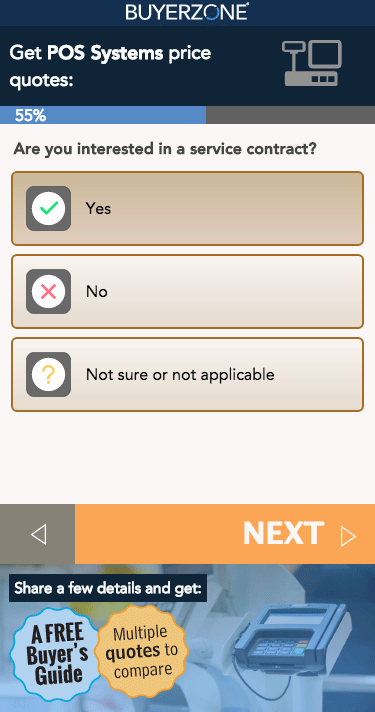 BUYERZONE
Get POS Systems price
quotes:
55%
Are you interested in a service contract?
Yes
No
Not sure or not applicable
NEXT
Share a few details and get:
A FREE
Buyer's
Guide
Multiple
quotes to
compare